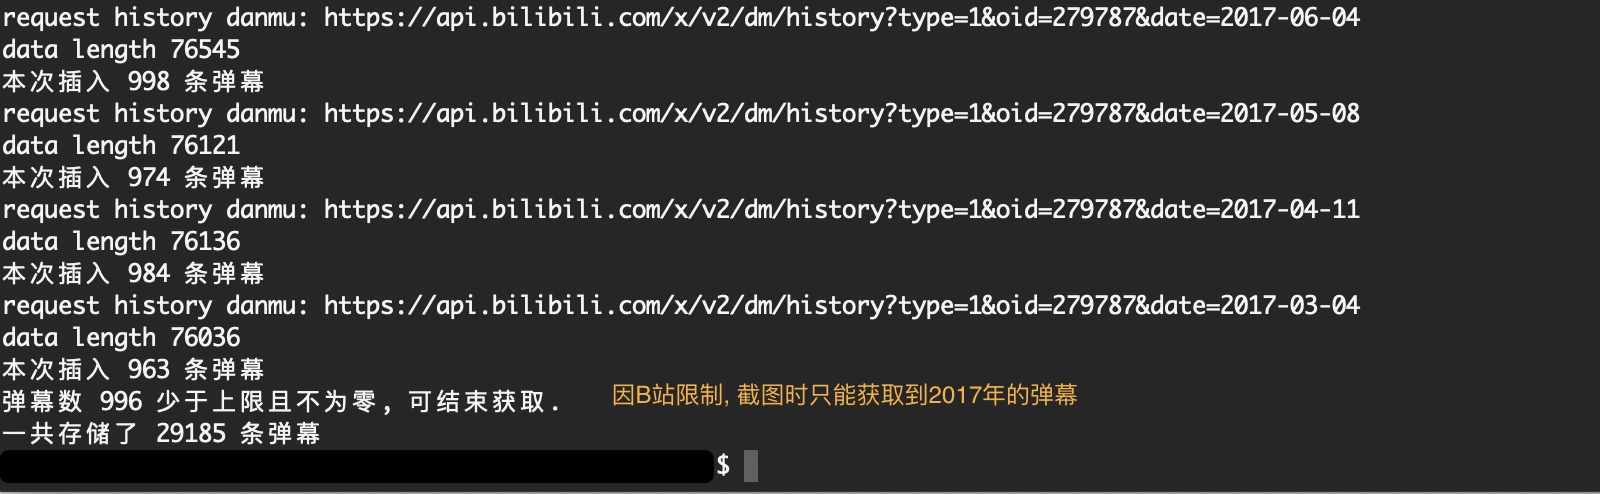 request history danmu: https://api.bilibili.com/x/v2/dm/history?type=1&oid=279787&date=2017-06-04
data length 76545
本次插入 998 条弹幕
request history danmu: https://api.bilibili.com/x/v2/dm/history?type=1&oid=279787&date=2017-05-08
data length 76121
本次插入 974 条弹幕
request history danmu: https://api.bilibili.com/x/v2/dm/history?type=1&oid=279787&date=2017-04-11
data length 76136
本次插入 984 条弹幕
request history danmu: https://api.bilibili.com/x/v2/dm/history?type=1&oid=279787&date=2017-03-04
data length 76036
本次插入 963 条弹幕
弹幕数 996 少于上限且不为零, 可结束获取.
因B站限制, 截图时只能获取到2017年的弹幕
一共存储了 29185 条弹幕
$